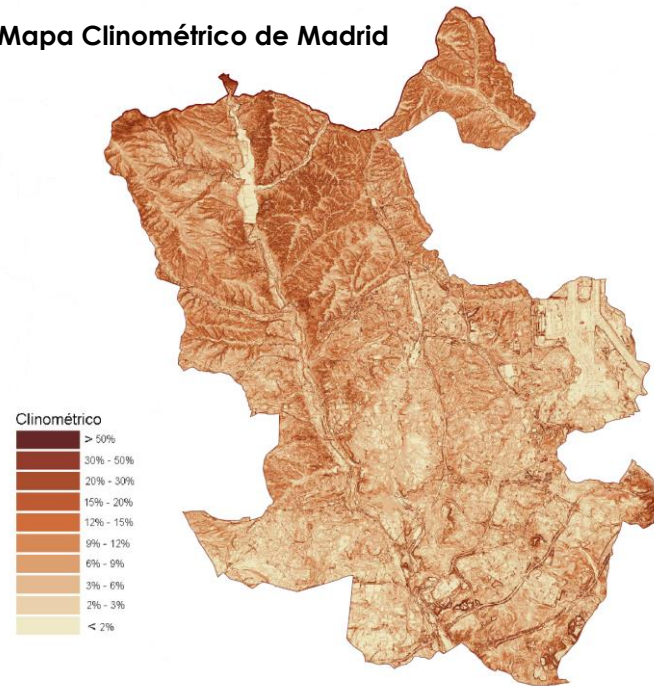 Mapa Clinométrico de Madrid
Clinométrico
> 50%
30% - 50%
20% - 30%
15% - 20%
12% - 15%
9% - 12%
6% - 9%
3% - 6%
2% - 3%
< 2%